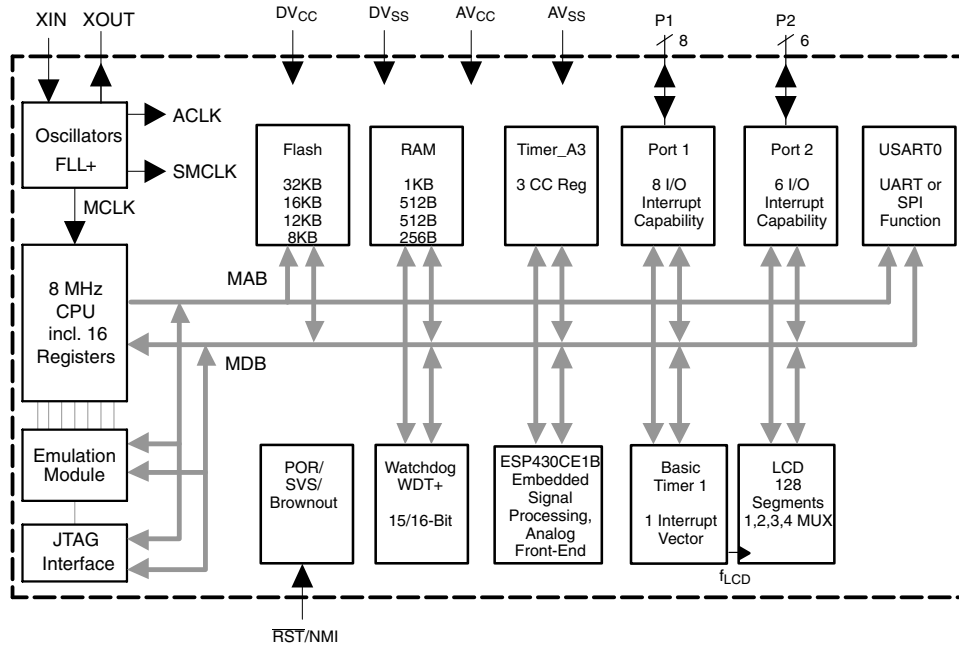 XIN XOUT DVCC DVSS AVCC AVSS P1 P2
8 6
Oscillators
FLL+
ACLK
SMCLK
MCLK
Flash
32KB
16KB
12KB
8KB
RAM
1KB
512B
512B
256B
Timer_A3
3 CC Reg
Port 1
8 I/O
Interrupt
Capability
Port 2
6 I/O
Interrupt
Capability
USART0
UART or
SPI
Function
8 MHz
CPU
incl. 16
Registers
MAB
MDB
Emulation
Module
JTAG
Interface
POR/
SVS/
Brownout
Watchdog
WDT+
15/16-Bit
ESP430CE1B
Embedded
Signal
Processing,
Analog
Front-End
Basic
Timer 1
1 Interrupt
Vector
fLCD
LCD
128
Segments
1,2,3,4 MUX
RST/NMI